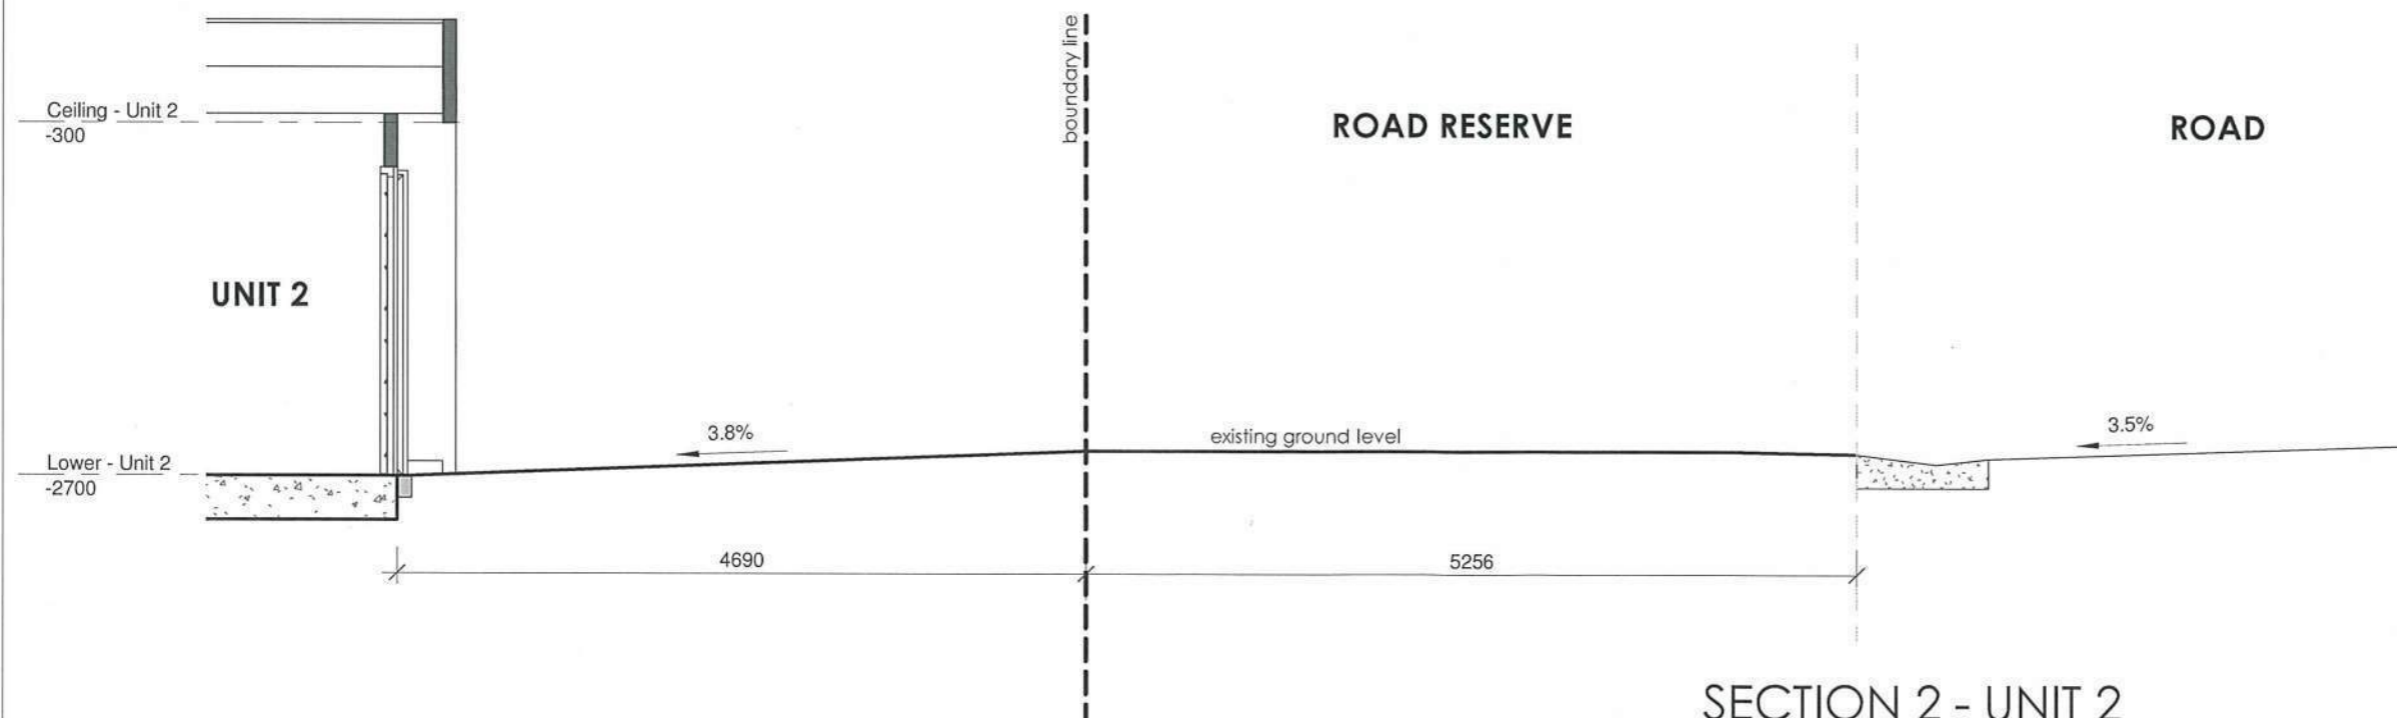 boundary line
Ceiling - Unit 2
-300
ROAD RESERVE
ROAD
UNIT 2
3.8%
existing ground level
3.5%
Lower - Unit 2
-2700
4690
5256
SECTION 2 - UNIT 2